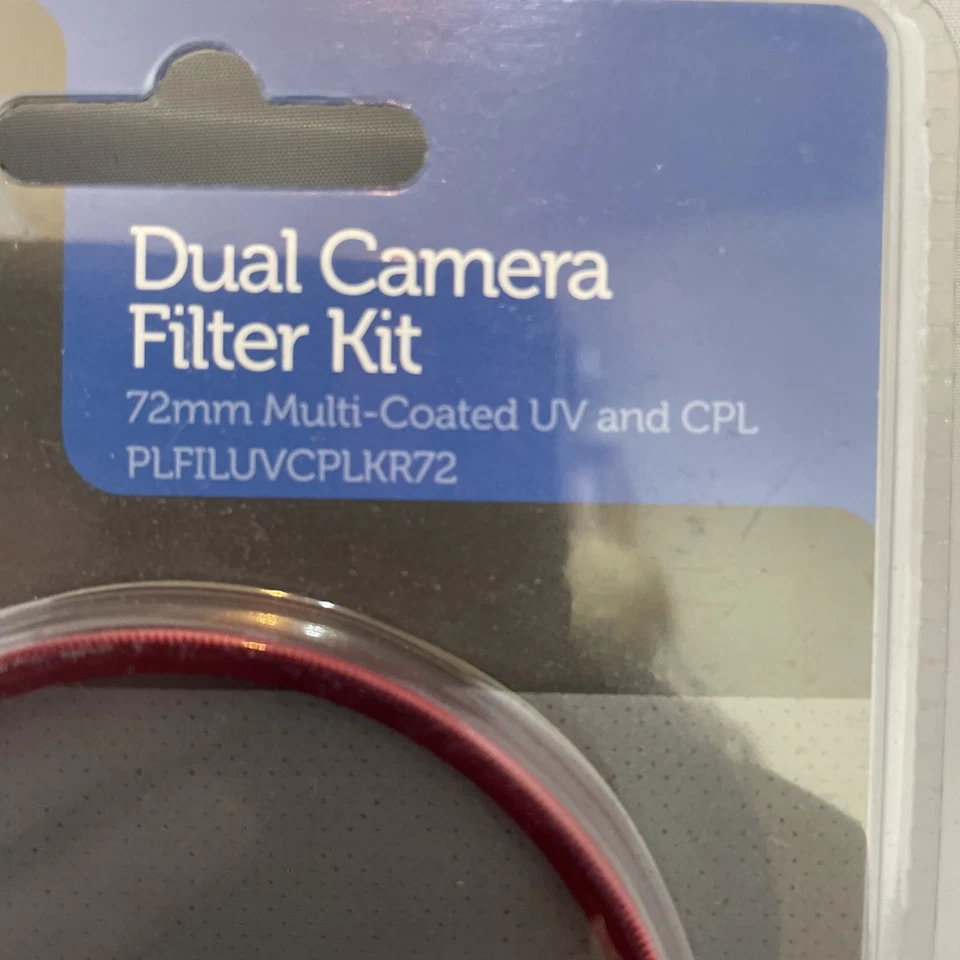 Dual Camera
Filter Kit
72mm Multi-Coated UV and CPL
PLFILUVCPLKR72